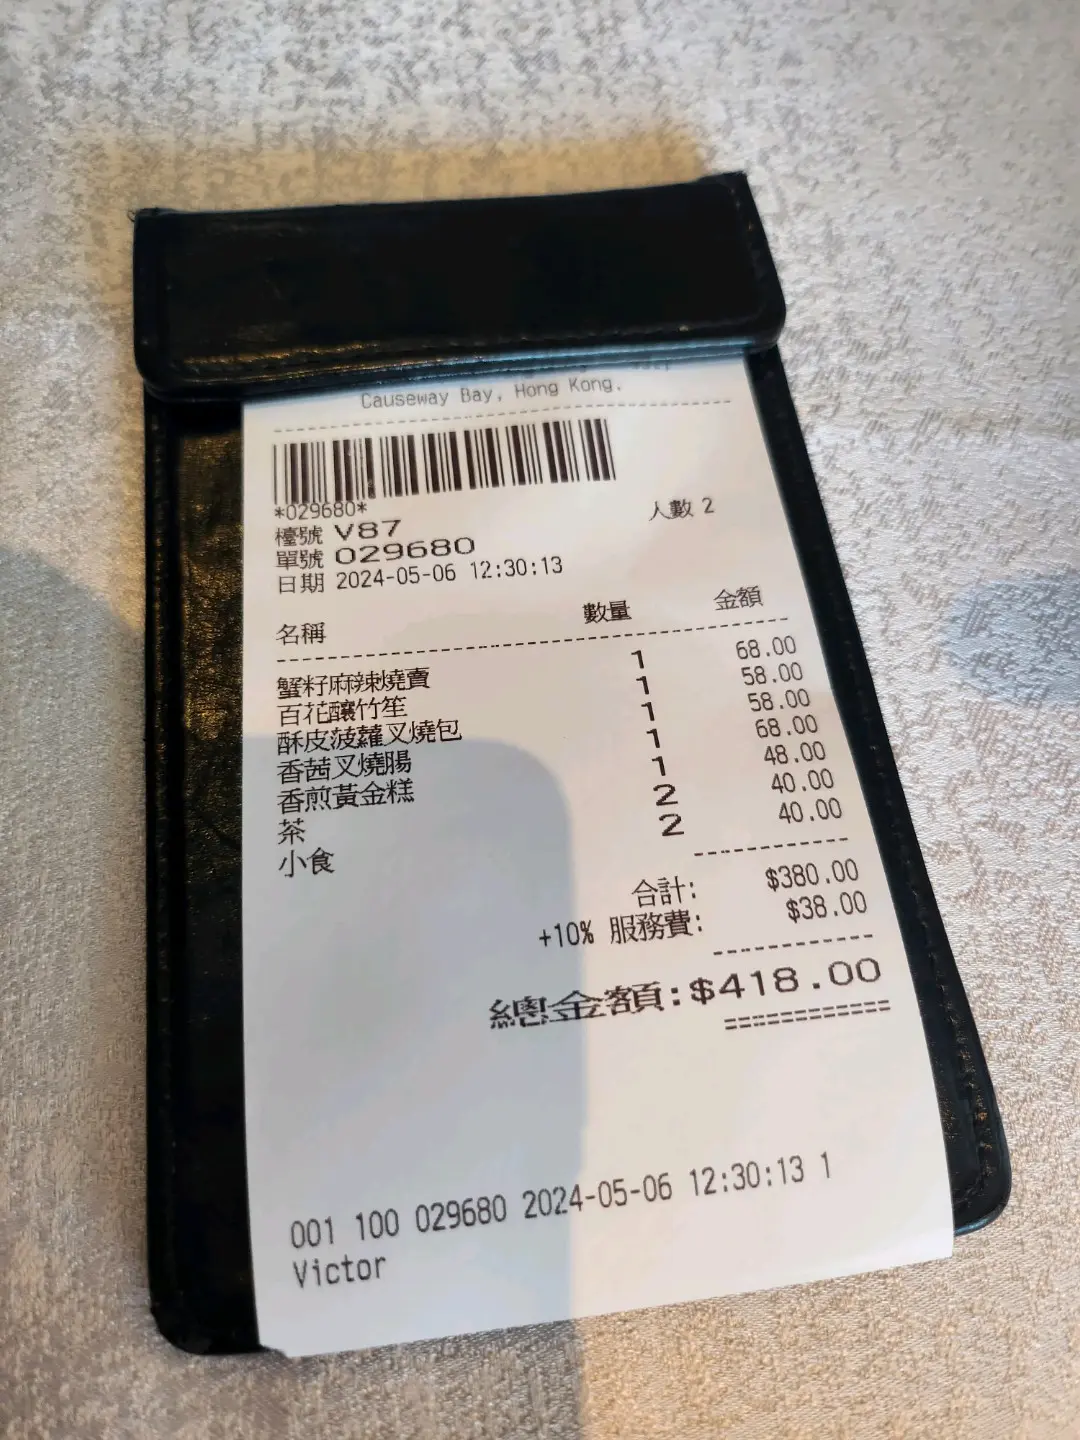 Causeway Bay, Hong Kong.
*029680*
檯號 V87 人數 2
單號 029680
日期 2024-05-06 12:30:13
名稱 數量 金額
蟹籽麻辣燒賣 1 68.00
百花釀竹笙 1 58.00
酥皮菠蘿叉燒包 1 58.00
香茜叉燒腸 1 68.00
香煎黃金糕 1 48.00
茶 2 40.00
小食 2 40.00
合計: $380.00
+10% 服務費: $38.00
總金額:$418.00
001 100 029680 2024-05-06 12:30:13 1
Victor